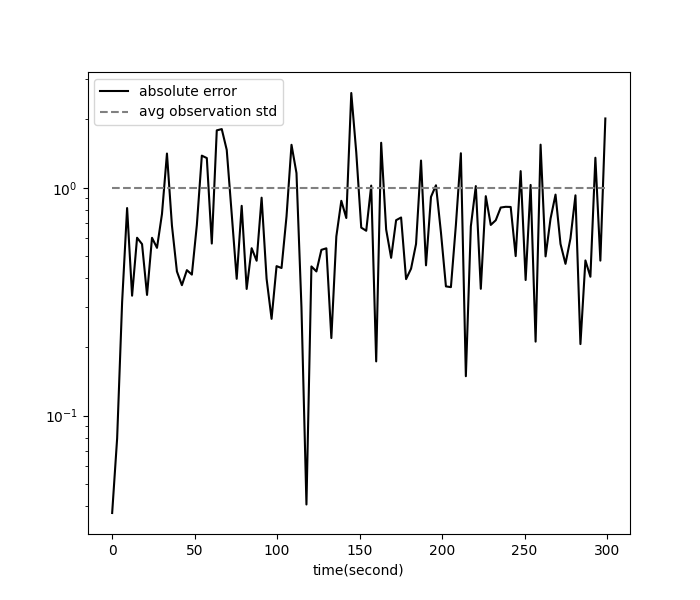 absolute error
avg observation std
10⁰
10⁻¹
0 50 100 150 200 250 300
time(second)